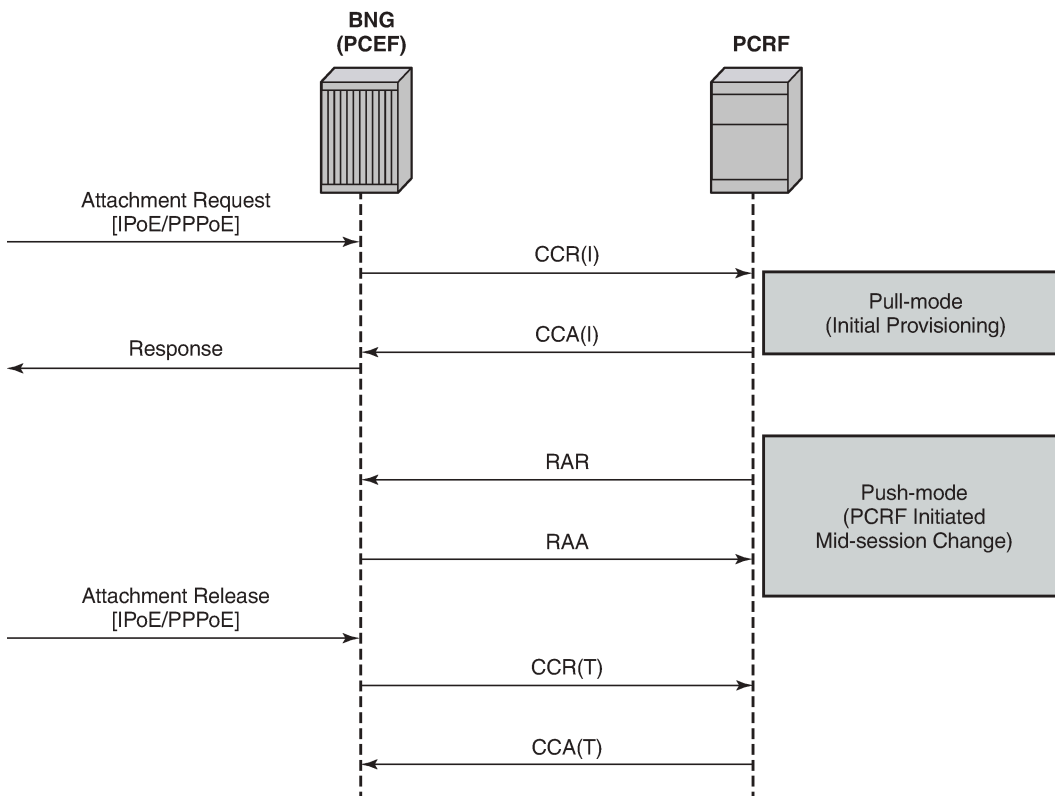 BNG
(PCEF)
PCRF
Attachment Request
[IPoE/PPPoE]
CCR(I)
Pull-mode
(Initial Provisioning)
CCA(I)
Response
RAR
Push-mode
(PCRF Initiated
Mid-session Change)
RAA
Attachment Release
[IPoE/PPPoE]
CCR(T)
CCA(T)